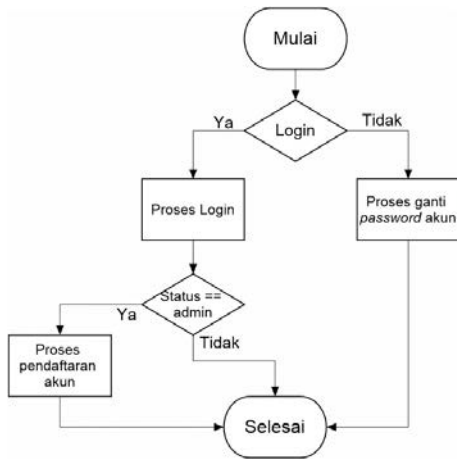 Mulai
Ya
Login
Tidak
Proses Login
Proses ganti
password akun
Status ==
admin
Ya
Tidak
Proses
pendaftaran
akun
Selesai